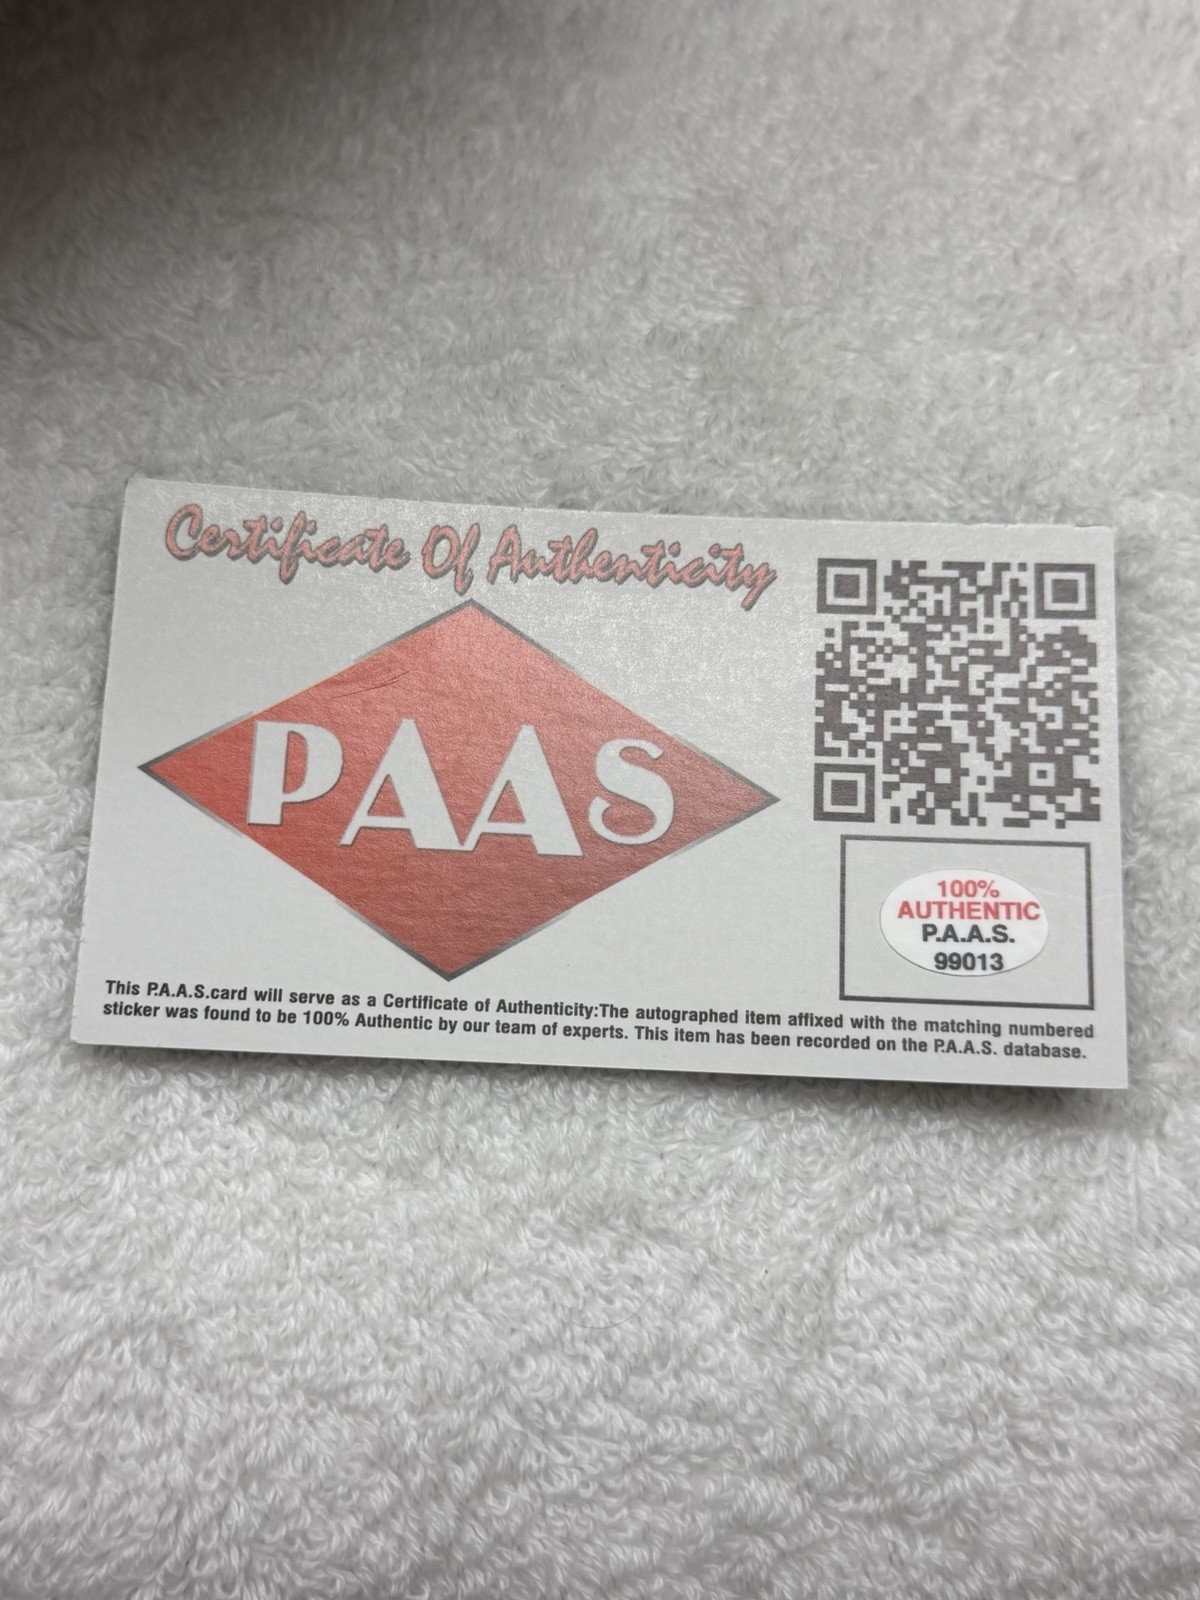 Certificate Of Authenticity
PAAS
100%
AUTHENTIC
P.A.A.S.
99013
This P.A.A.S.card will serve as a Certificate of Authenticity:The autographed item affixed with the matching numbered
sticker was found to be 100% Authentic by our team of experts. This item has been recorded on the P.A.A.S. database.